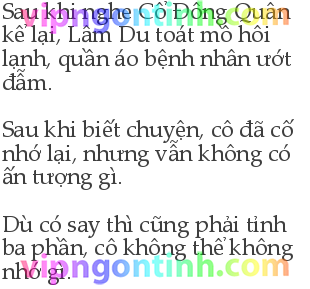 Sau khi nghe Cổ Đông Quân
kể lại, Lâm Du toát mồ hôi
lạnh, quần áo bệnh nhân ướt
đẫm.
Sau khi biết chuyện, cô đã cố
nhớ lại, nhưng vẫn không có
ấn tượng gì.
Dù có say thì cũng phải tỉnh
ba phần, cô không thể không
nhớ gì.
vipngontinh.com
vipngontinh.com